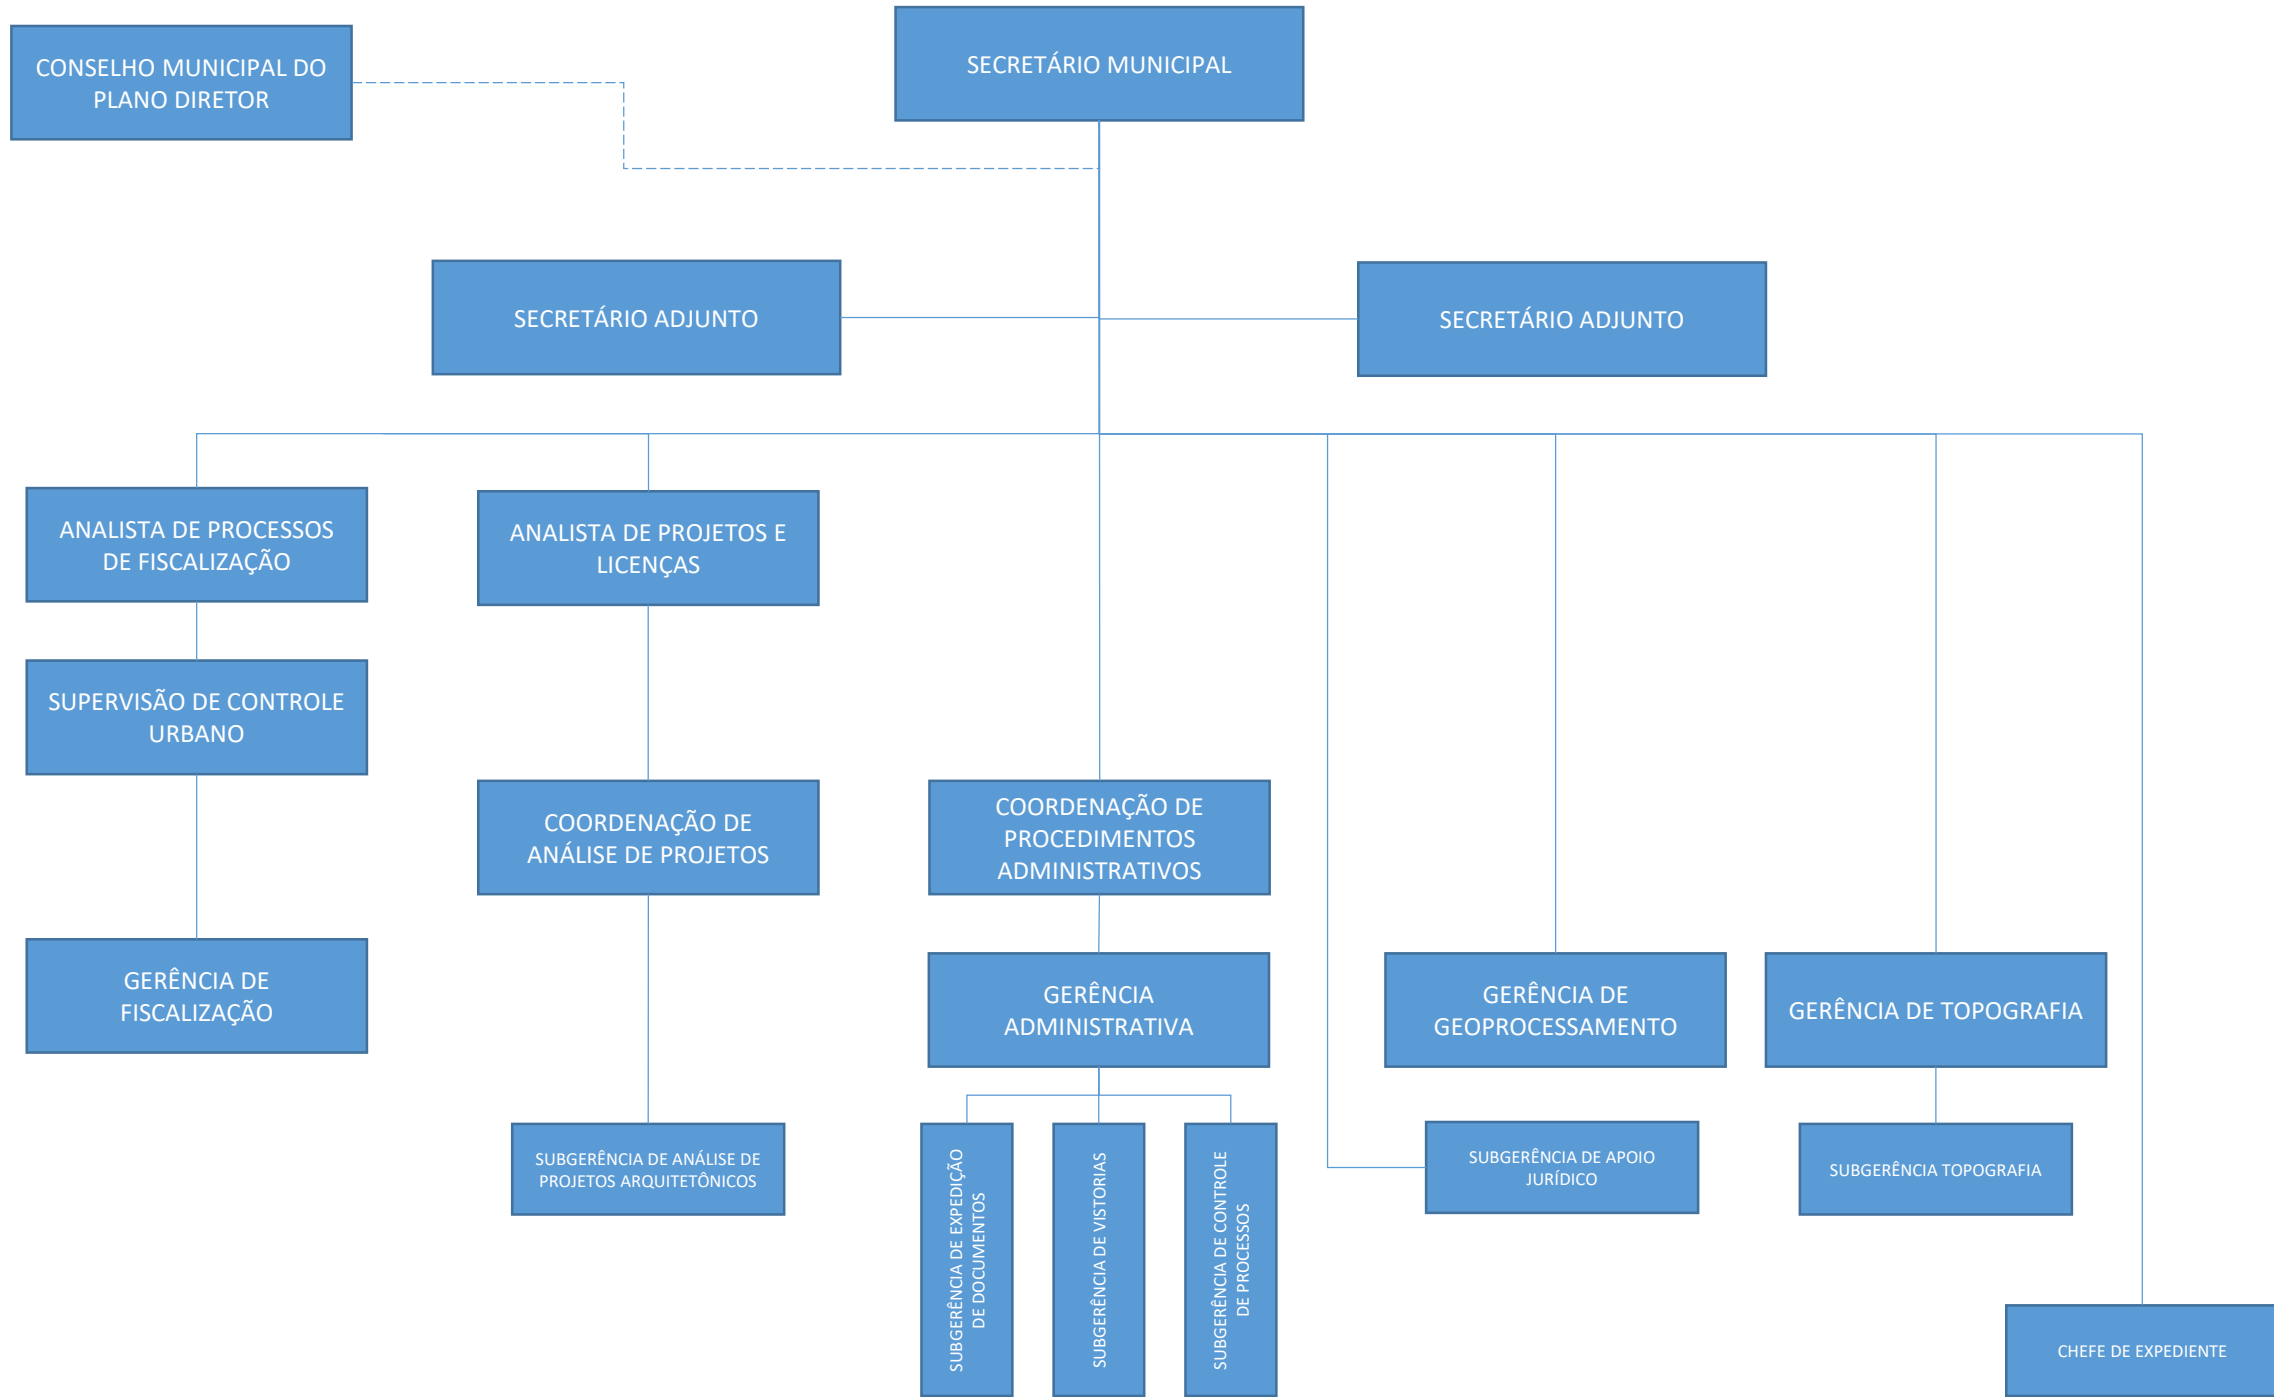 CONSELHO MUNICIPAL DO
PLANO DIRETOR
SECRETÁRIO MUNICIPAL
SECRETÁRIO ADJUNTO
SECRETÁRIO ADJUNTO
ANALISTA DE PROCESSOS
DE FISCALIZAÇÃO
ANALISTA DE PROJETOS E
LICENÇAS
SUPERVISÃO DE CONTROLE
URBANO
COORDENAÇÃO DE
ANÁLISE DE PROJETOS
COORDENAÇÃO DE
PROCEDIMENTOS
ADMINISTRATIVOS
GERÊNCIA DE
FISCALIZAÇÃO
GERÊNCIA
ADMINISTRATIVA
GERÊNCIA DE
GEOPROCESSAMENTO
GERÊNCIA DE TOPOGRAFIA
SUBGERÊNCIA DE ANÁLISE DE
PROJETOS ARQUITETÔNICOS
SUBGERÊNCIA DE EXPEDIÇÃO
DE DOCUMENTOS
SUBGERÊNCIA DE VISTORIAS
SUBGERÊNCIA DE CONTROLE
DE PROCESSOS
SUBGERÊNCIA DE APOIO
JURÍDICO
SUBGERÊNCIA TOPOGRAFIA
CHEFE DE EXPEDIENTE